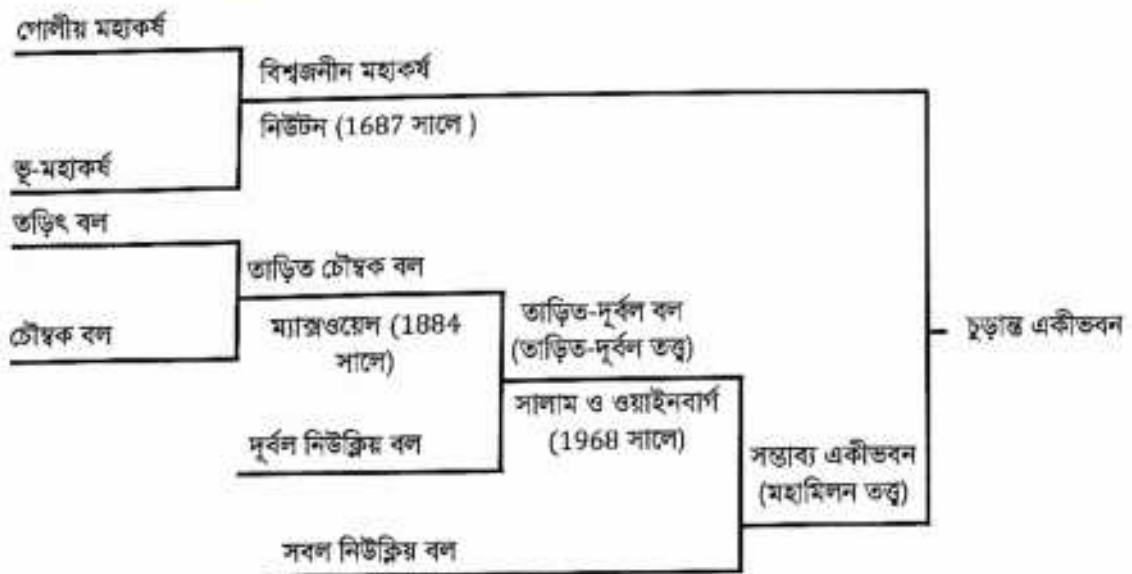 গোলীয় মহাকর্ষ
বিশ্বজনীন মহাকর্ষ
নিউটন (1687 সালে )
ভূ-মহাকর্ষ
তড়িৎ বল
তাড়িত চৌম্বক বল
চৌম্বক বল
ম্যাক্সওয়েল (1884
সালে)
তাড়িত-দূর্বল বল
(তাড়িত-দূর্বল তত্ত্ব)
চুড়ান্ত একীভবন
সালাম ও ওয়াইনবার্গ
(1968 সালে)
দূর্বল নিউক্লিয় বল
সম্ভাব্য একীভবন
(মহামিলন তত্ত্ব)
সবল নিউক্লিয় বল